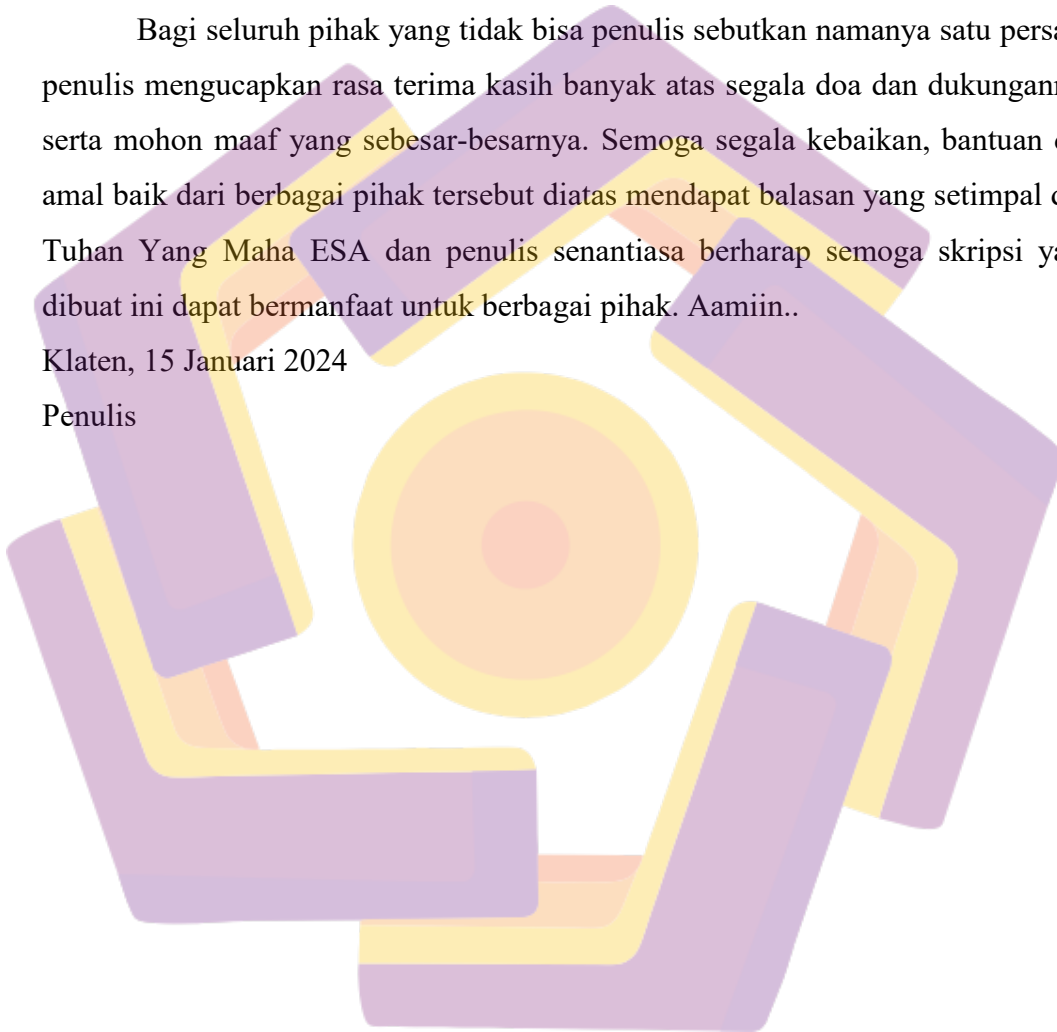 Bagi seluruh pihak yang tidak bisa penulis sebutkan namanya satu
penulis mengucapkan rasa terima kasih banyak atas segala doa dan
serta mohon maaf yang sebesar-besarnya. Semoga segala kebaikan, bantuan
amal baik dari berbagai pihak tersebut diatas mendapat balasan yang setimpal
Tuhan Yang Maha ESA dan penulis senantiasa berharap semoga skripsi
dibuat ini dapat bermanfaat untuk berbagai pihak. Aamiin..
Klaten, 15 Januari 2024
Penulis